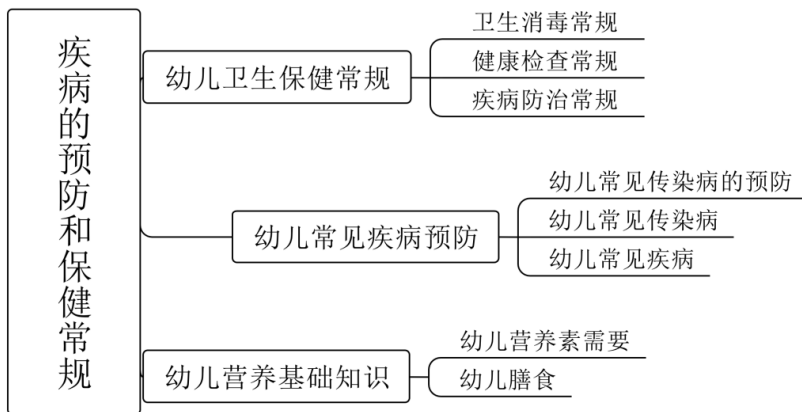 疾病的预防和保健常规
幼儿卫生保健常规
卫生消毒常规
健康检查常规
疾病防治常规
幼儿常见疾病预防
幼儿常见传染病的预防
幼儿常见传染病
幼儿常见疾病
幼儿营养基础知识
幼儿营养素需要
幼儿膳食